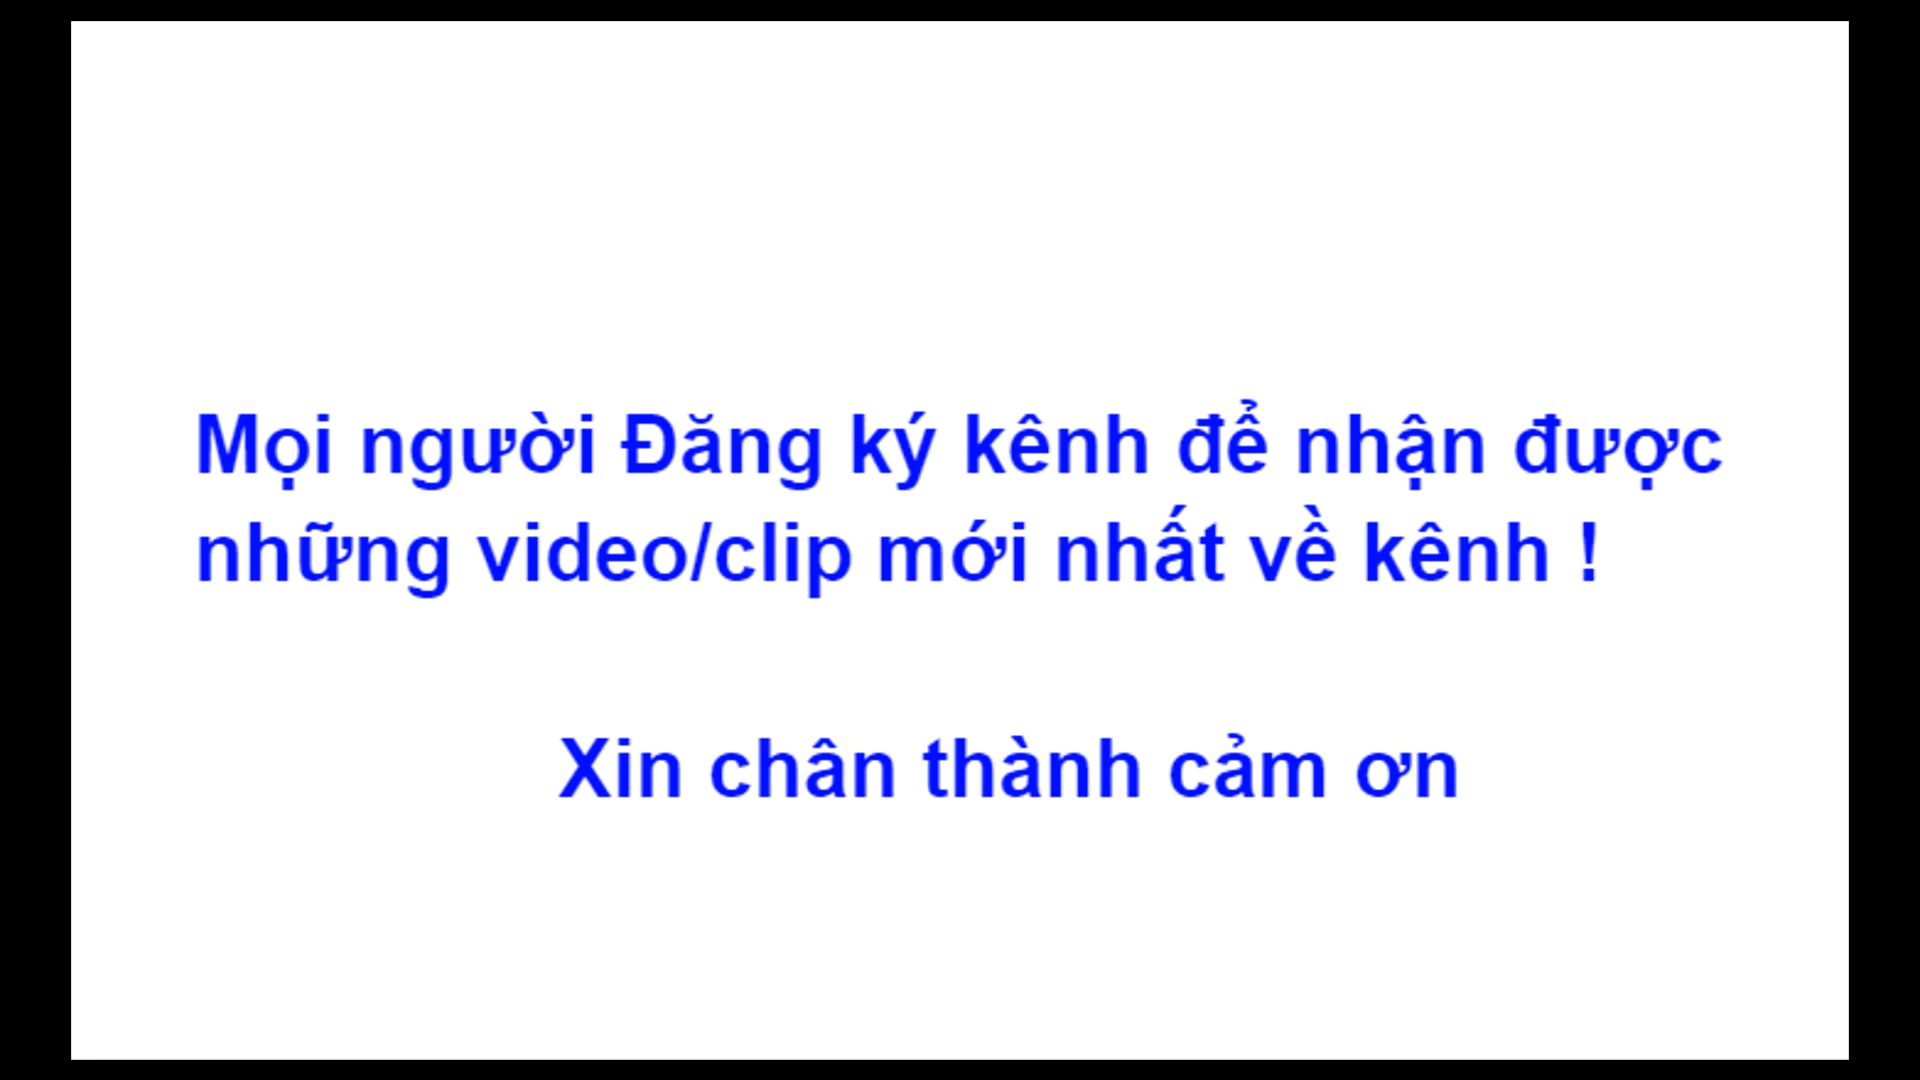 Mọi người Đăng ký kênh để nhận được
những video/clip mới nhất về kênh !
Xin chân thành cảm ơn